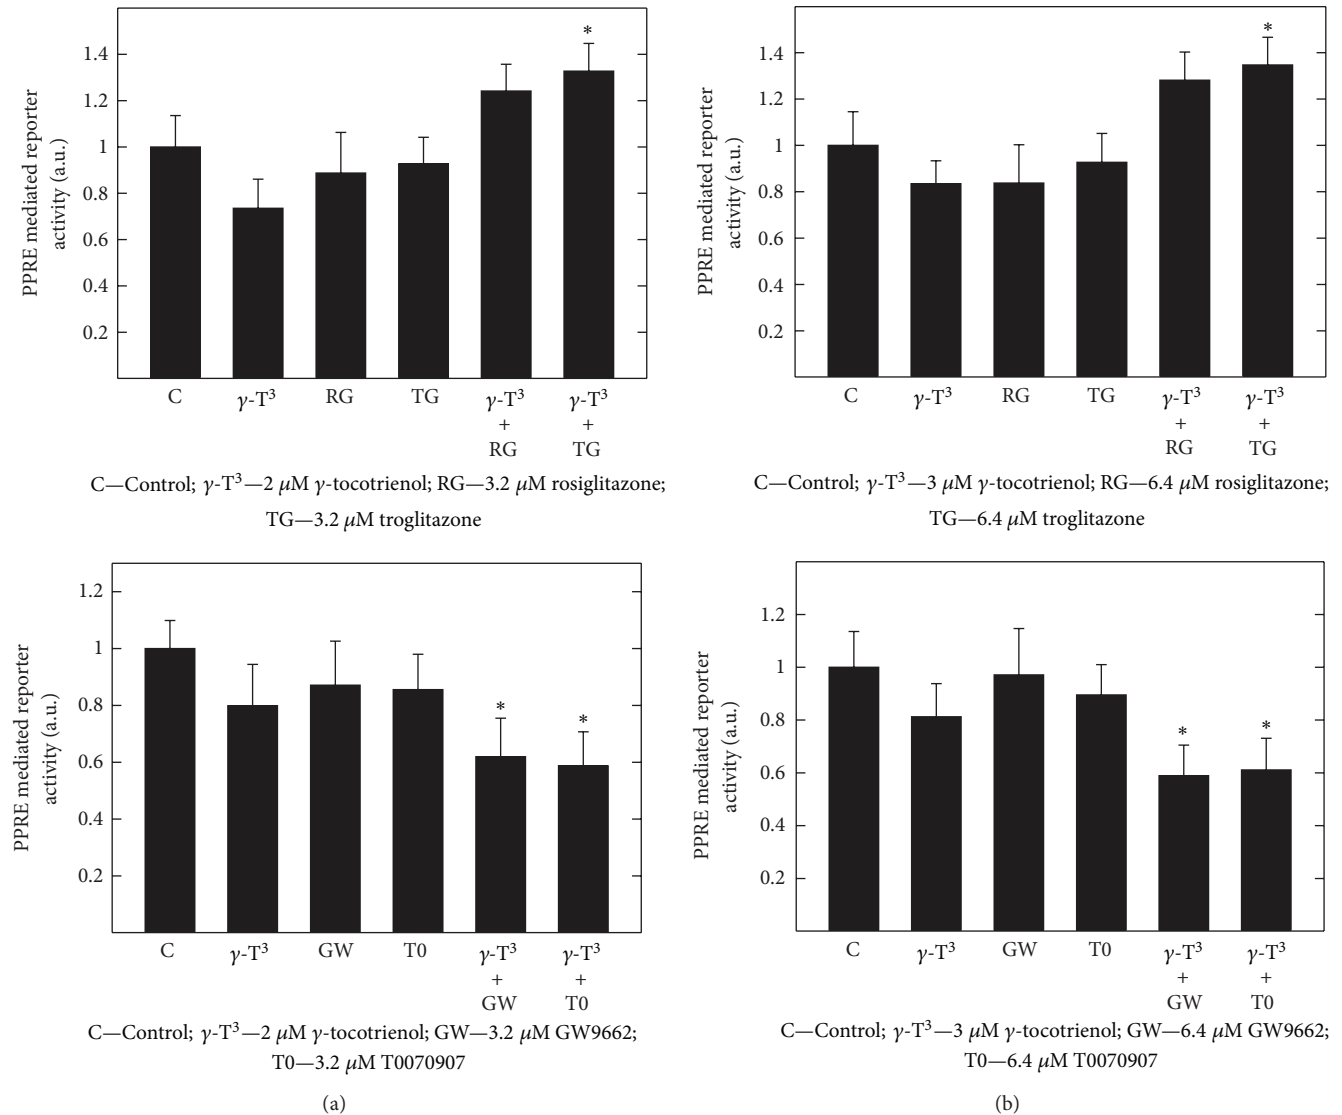 PPRE mediated reporter
activity (a.u.)
1.4
1.2
1
0.8
0.6
0.4
0.2
*
C
γ-T³
RG
TG
γ-T³
+
RG
γ-T³
+
TG
C—Control; γ-T³—2 μM γ-tocotrienol; RG—3.2 μM rosiglitazone;
TG—3.2 μM troglitazone
PPRE mediated reporter
activity (a.u.)
1.4
1.2
1
0.8
0.6
0.4
0.2
*
C
γ-T³
RG
TG
γ-T³
+
RG
γ-T³
+
TG
C—Control; γ-T³—3 μM γ-tocotrienol; RG—6.4 μM rosiglitazone;
TG—6.4 μM troglitazone
PPRE mediated reporter
activity (a.u.)
1.2
1
0.8
0.6
0.4
0.2
*
*
C
γ-T³
GW
T0
γ-T³
+
GW
γ-T³
+
T0
C—Control; γ-T³—2 μM γ-tocotrienol; GW—3.2 μM GW9662;
T0—3.2 μM T0070907
(a)
PPRE mediated reporter
activity (a.u.)
1.2
1
0.8
0.6
0.4
0.2
*
*
C
γ-T³
GW
T0
γ-T³
+
GW
γ-T³
+
T0
C—Control; γ-T³—3 μM γ-tocotrienol; GW—6.4 μM GW9662;
T0—6.4 μM T0070907
(b)